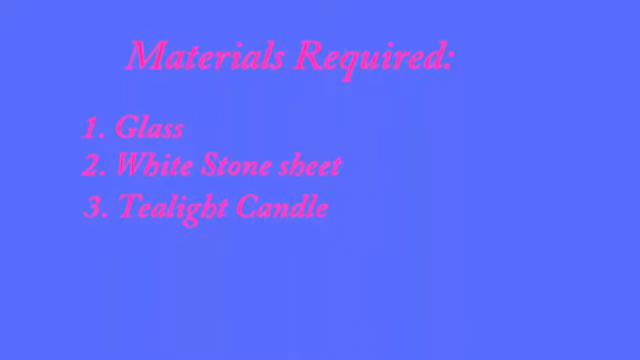 Materials Required:
1. Glass
2. White Stone sheet
3. Tealight Candle